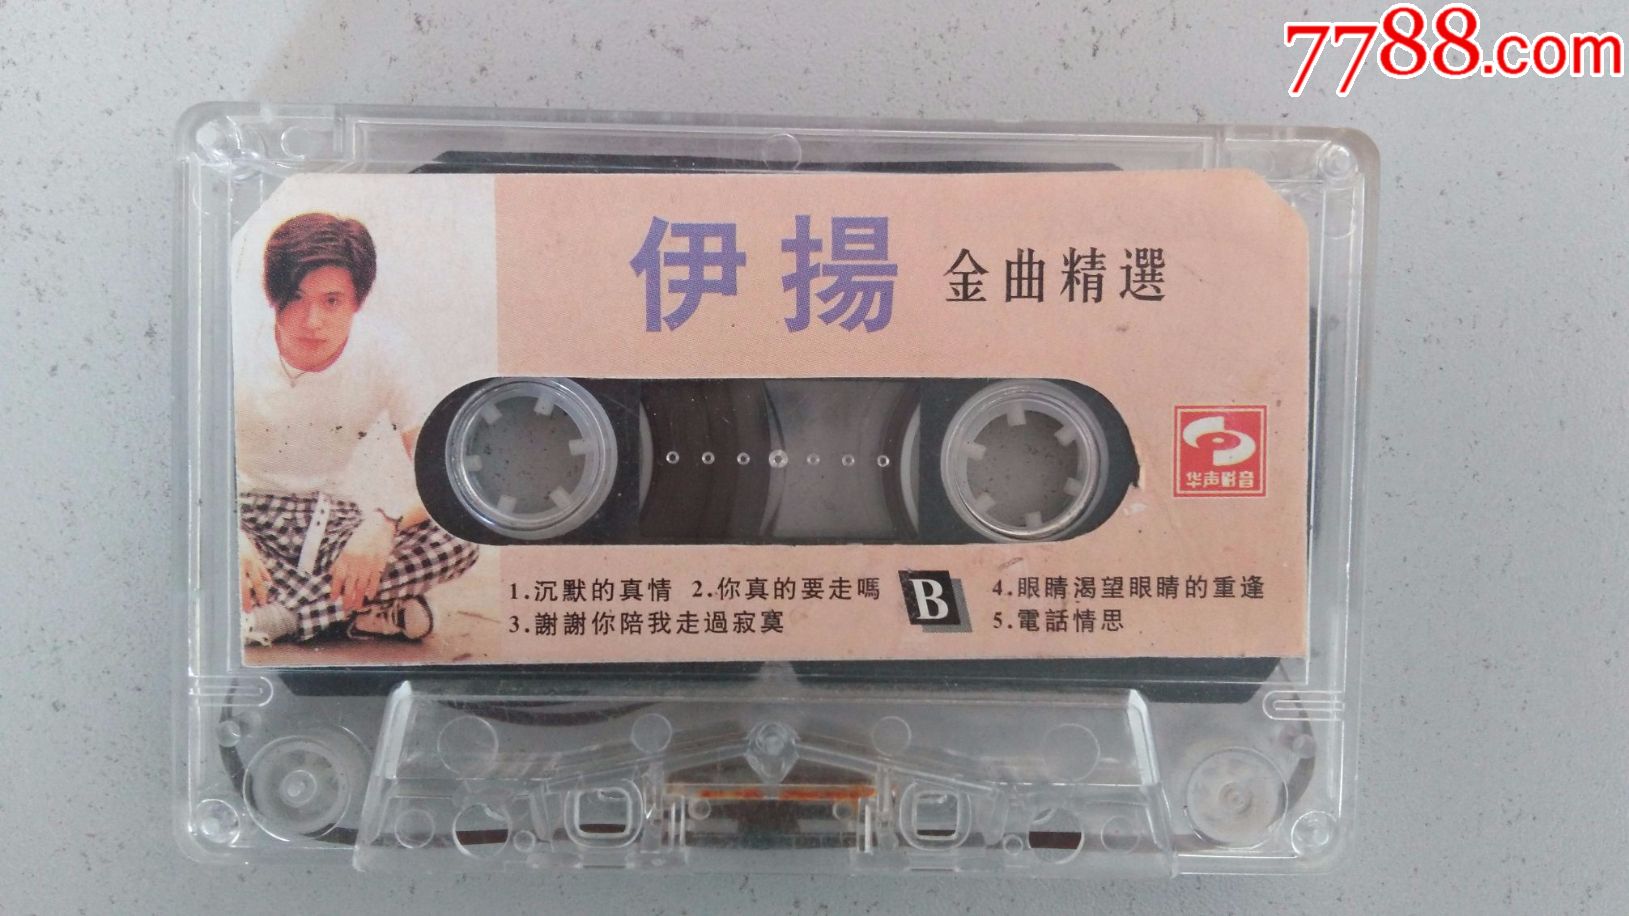 7788.com
伊揚 金曲精選
华声影音
1.沉默的真情 2.你真的要走嗎
3.謝謝你陪我走過寂寞
B
4.眼睛渴望眼睛的重逢
5.電話情思